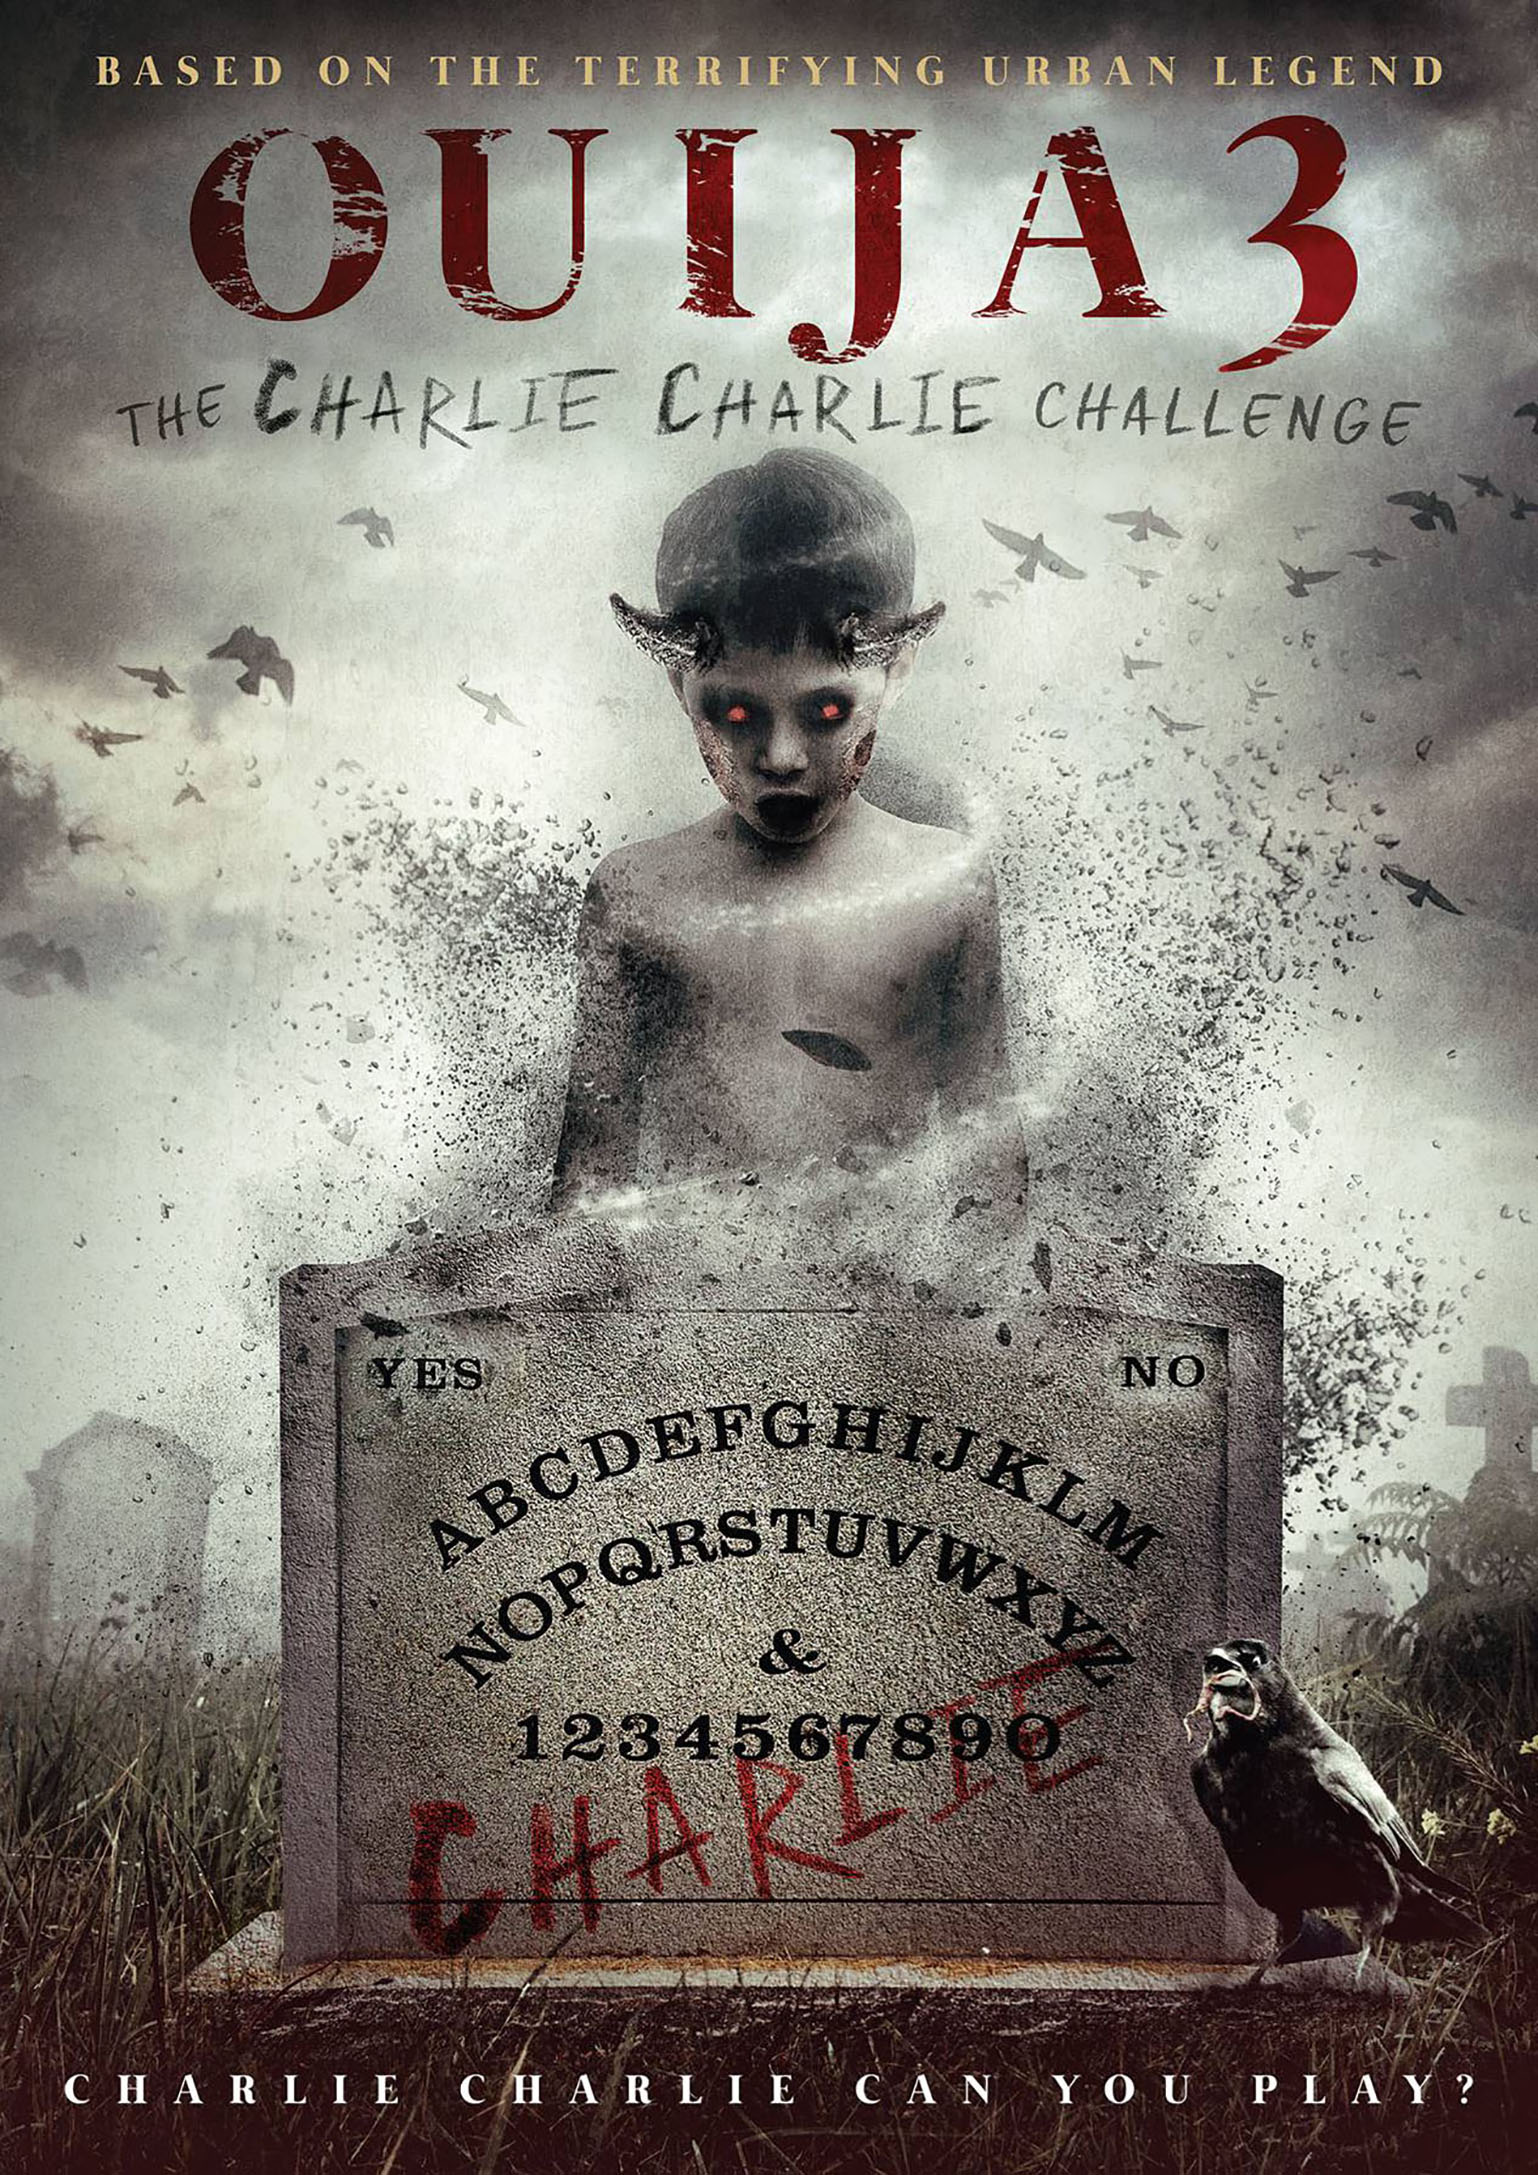 BASED ON THE TERRIFYING URBAN LEGEND
OUIJA 3
THE CHARLIE CHARLIE CHALLENGE
YES NO
ABCDEFGHIJKLM
NOPQRSTUVWXYZ
&
1234567890
CHARLIE
CHARLIE CHARLIE CAN YOU PLAY?